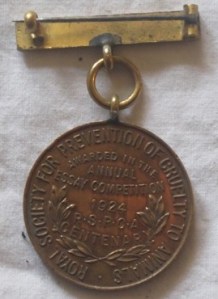 ROYAL SOCIETY FOR PREVENTION OF CRUELTY TO ANIMALS
AWARDED IN THE
ANNUAL
ESSAY COMPETITION
1924
R.S.P.C.A
CENTENARY